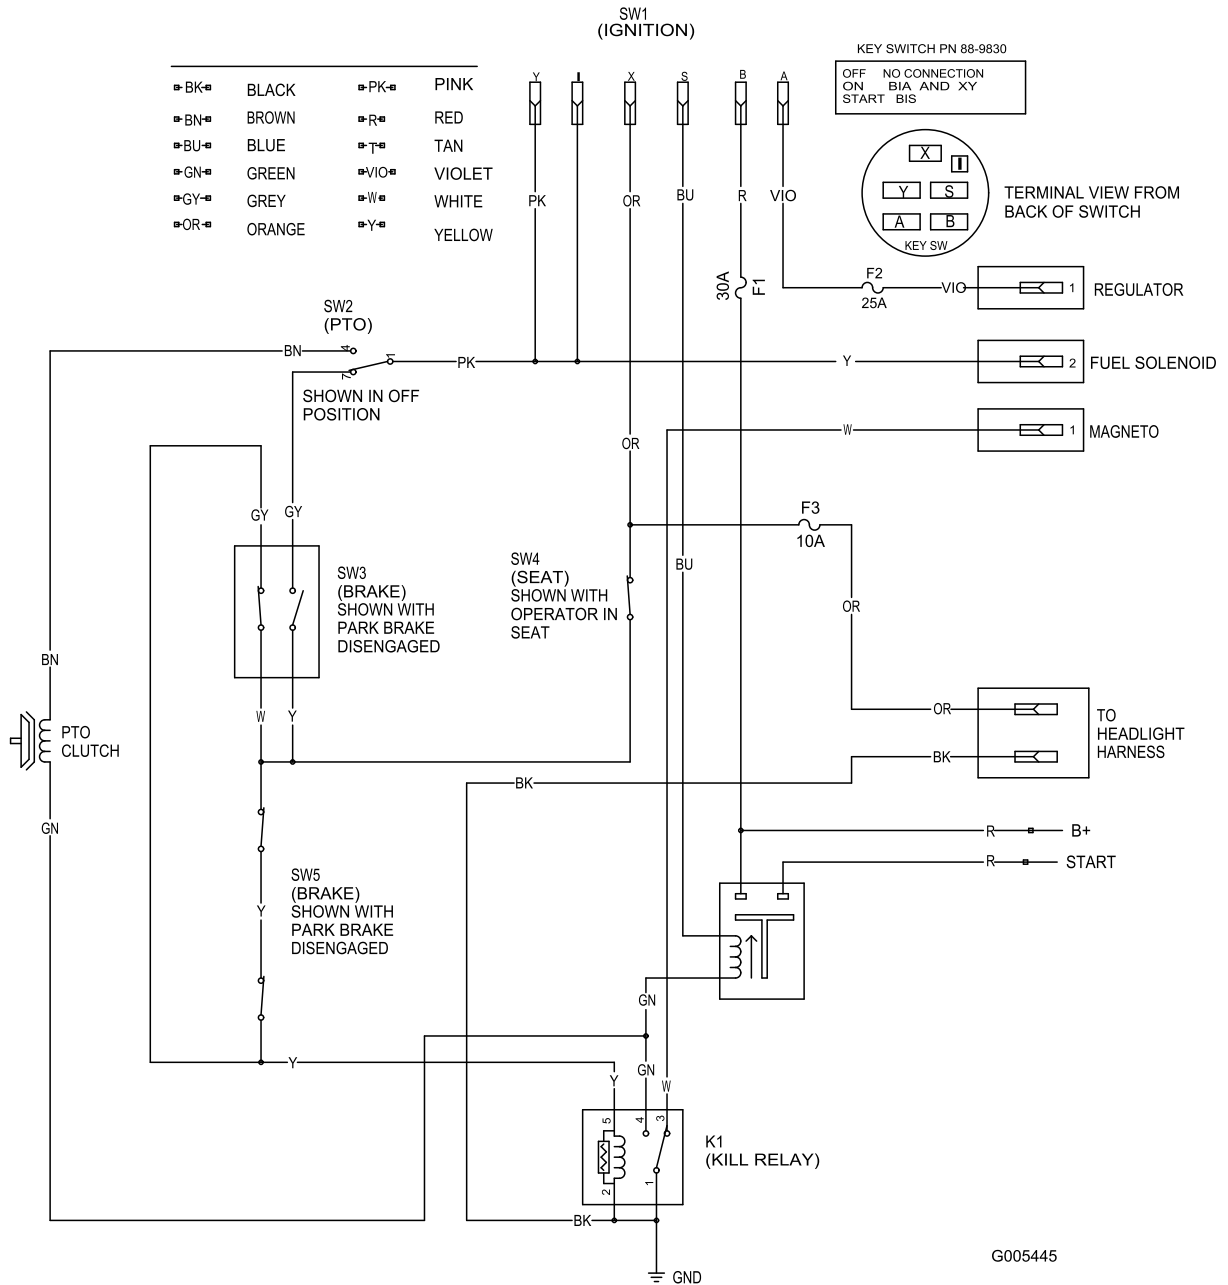 SW1
(IGNITION)
KEY SWITCH PN 88-9830
OFF NO CONNECTION
ON BIA AND XY
START BIS
BK BLACK
PK PINK
BN BROWN
R RED
BU BLUE
T TAN
GN GREEN
VIO VIOLET
GY GREY
W WHITE
OR ORANGE
Y YELLOW
Y I X S B A
PK
OR
BU
R
VIO
X
I
Y
S
A
B
KEY SW
TERMINAL VIEW FROM
BACK OF SWITCH
30A
F1
F2
25A
VIO
1
REGULATOR
SW2
(PTO)
BN
4
1
7
PK
Y
2
FUEL SOLENOID
SHOWN IN OFF
POSITION
W
1
MAGNETO
OR
GY
GY
F3
10A
SW3
(BRAKE)
SHOWN WITH
PARK BRAKE
DISENGAGED
SW4
(SEAT)
SHOWN WITH
OPERATOR IN
SEAT
BU
OR
BN
W
Y
PTO
CLUTCH
OR
BK
TO
HEADLIGHT
HARNESS
BK
GN
R
B+
R
START
SW5
(BRAKE)
SHOWN WITH
PARK BRAKE
DISENGAGED
Y
GN
Y
Y
GN
W
5
4
3
2
1
K1
(KILL RELAY)
BK
GND
G005445